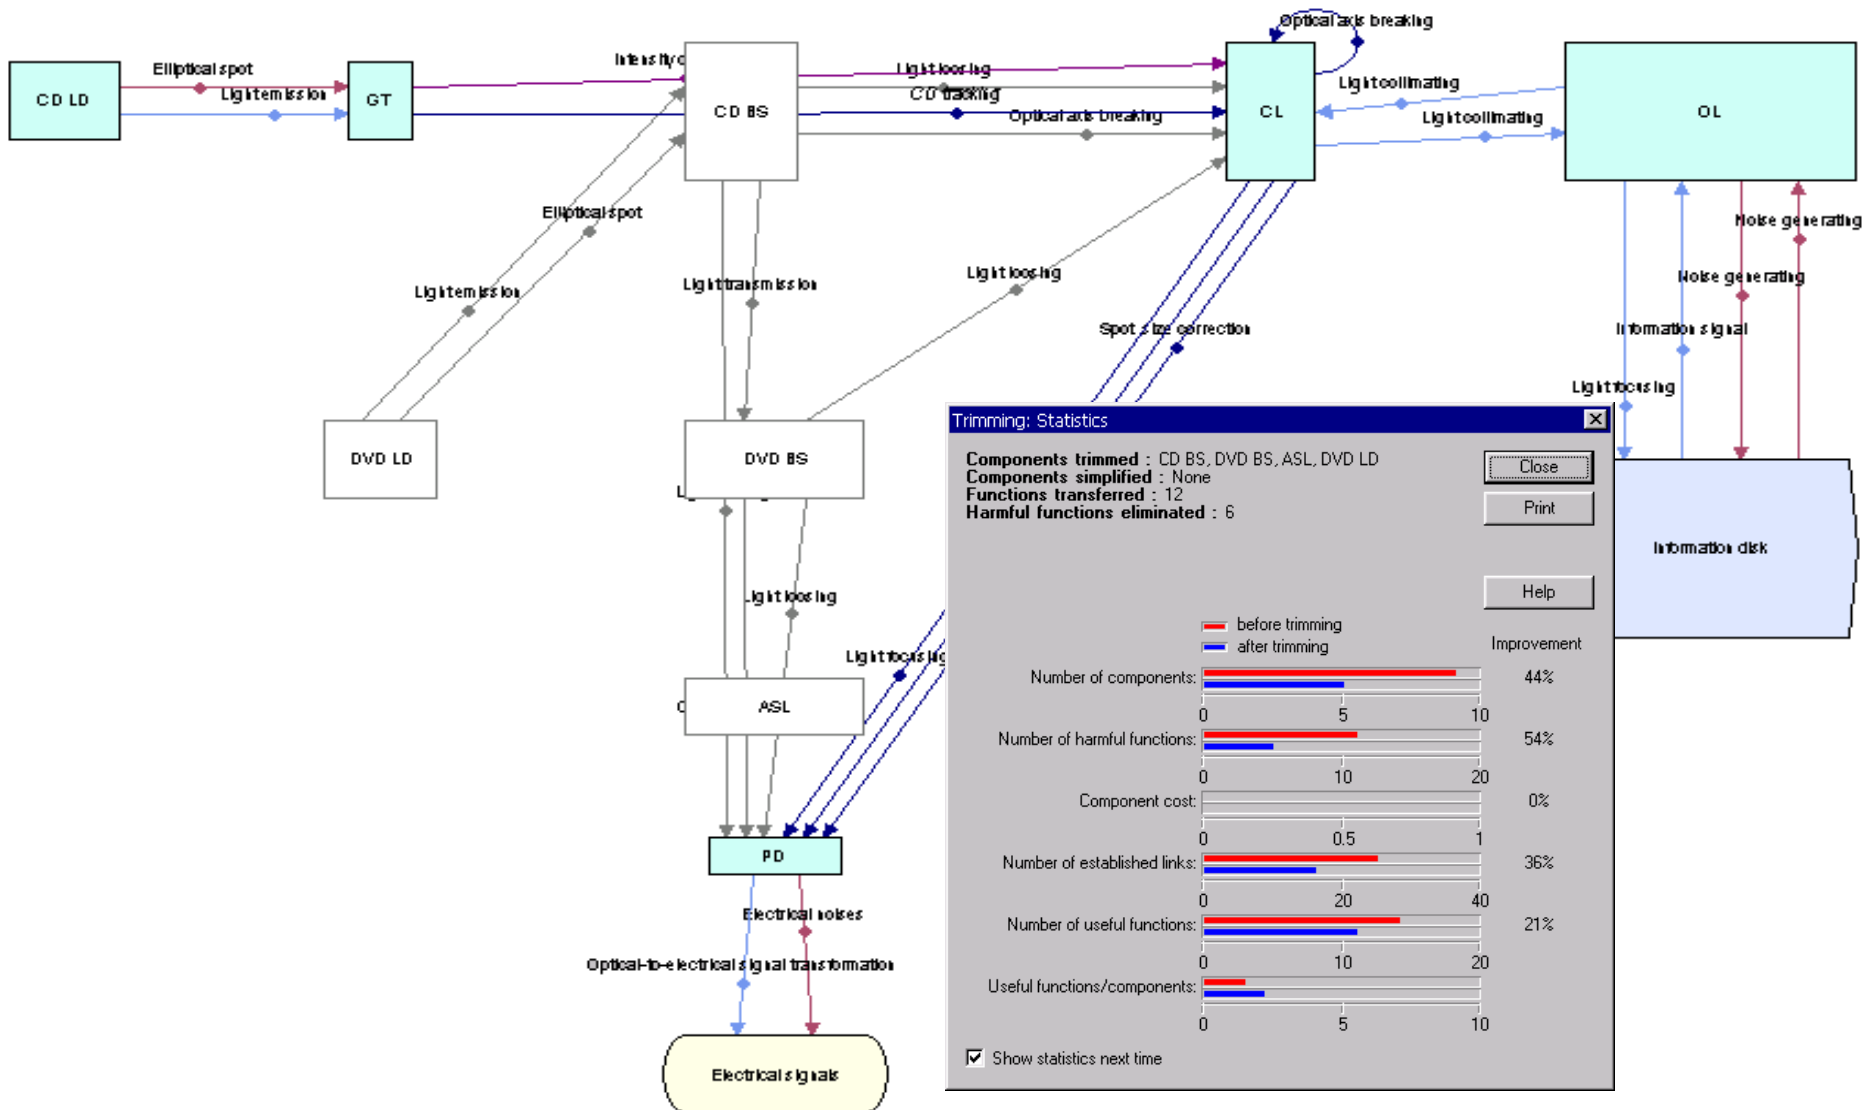 Optical axis breaking
Elliptical spot
Light emission
CD LD
GT
CD BS
Light loosing
CD tracking
Optical axis breaking
CL
Light collimating
Light collimating
OL
Elliptical spot
Light emission
Light transmission
Light loosing
Spot size correction
Noise generating
Noise generating
Information signal
Light focusing
DVD LD
DVD BS
Light loosing
Light focusing
ASL
PD
Electrical noises
Optical-to-electrical signal transformation
Electrical signals
Information disk
Trimming: Statistics
Components trimmed : CD BS, DVD BS, ASL, DVD LD
Components simplified : None
Functions transferred : 12
Harmful functions eliminated : 6
Close
Print
Help
before trimming
after trimming
Improvement
Number of components: 44%
0 5 10
Number of harmful functions: 54%
0 10 20
Component cost: 0%
0 0.5 1
Number of established links: 36%
0 20 40
Number of useful functions: 21%
0 10 20
Useful functions/components:
0 5 10
Show statistics next time